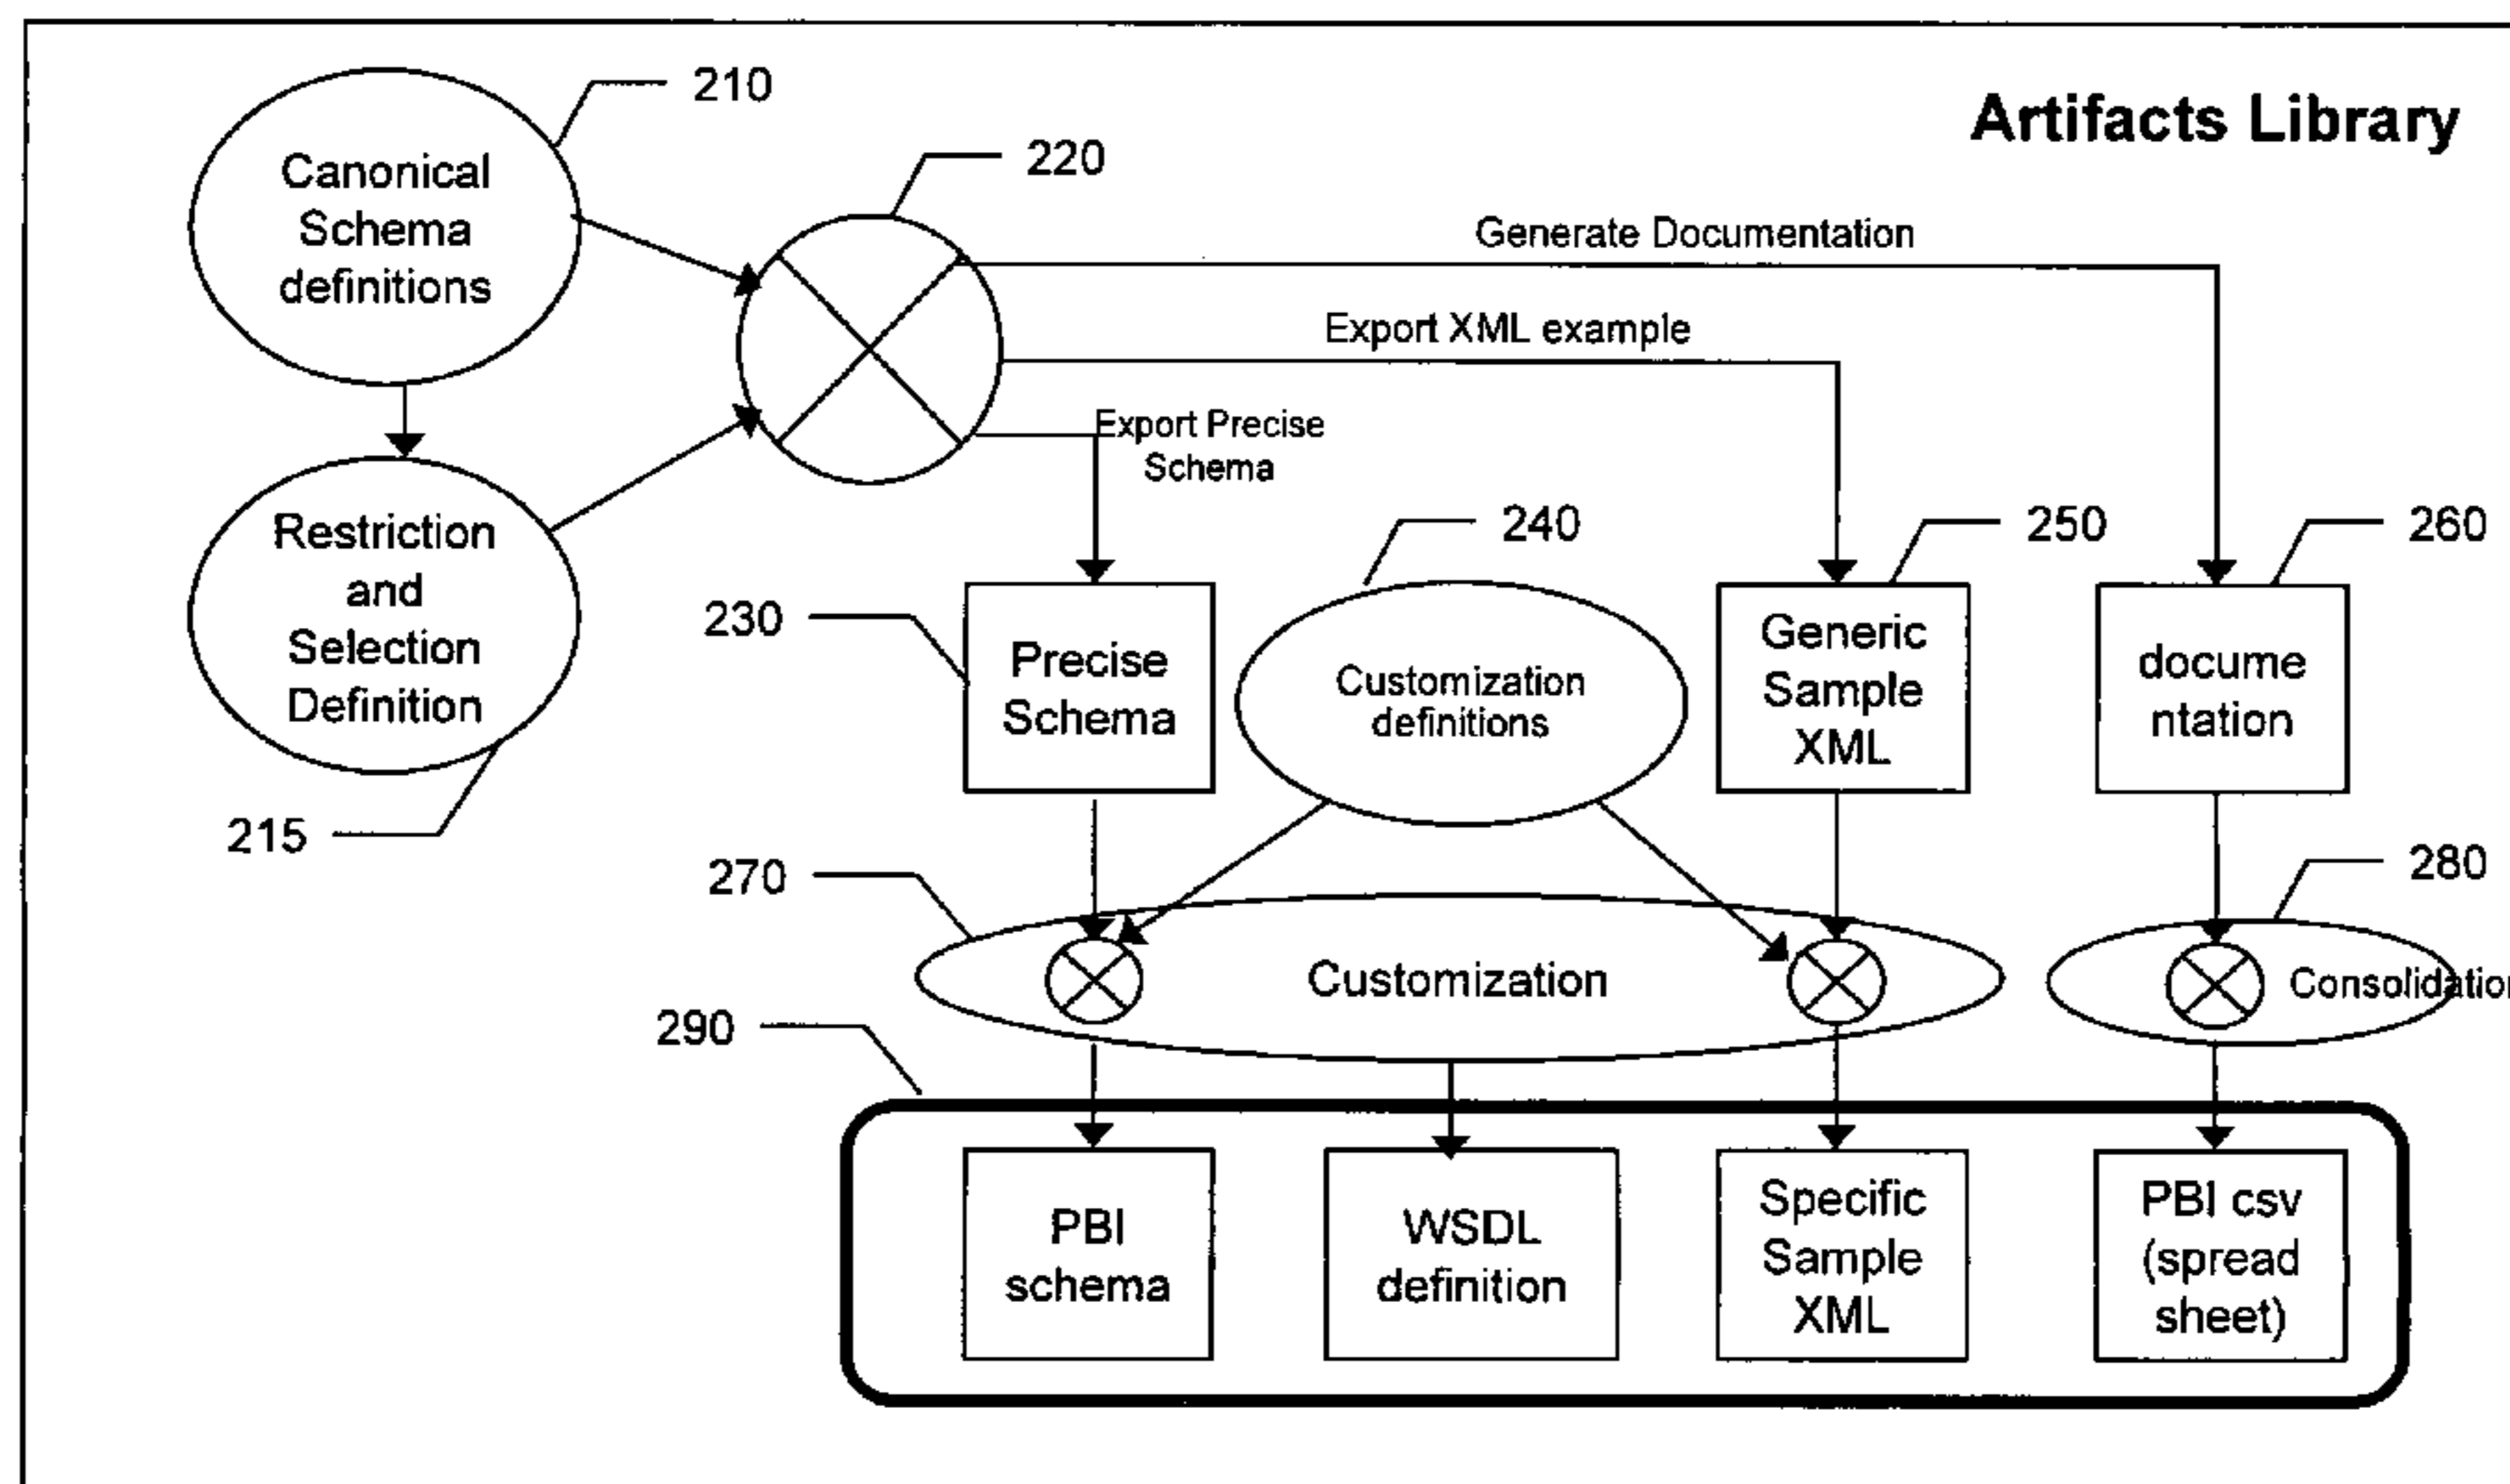 Artifacts Library
210
Canonical
Schema
definitions
220
Generate Documentation
Export XML example
Export Precise
Schema
Restriction
and
Selection
Definition
215
240
250
260
230
Precise
Schema
Customization
definitions
Generic
Sample
XML
docume
ntation
270
280
Customization
Consolidation
290
PBI
schema
WSDL
definition
Specific
Sample
XML
PBI csv
(spread
sheet)